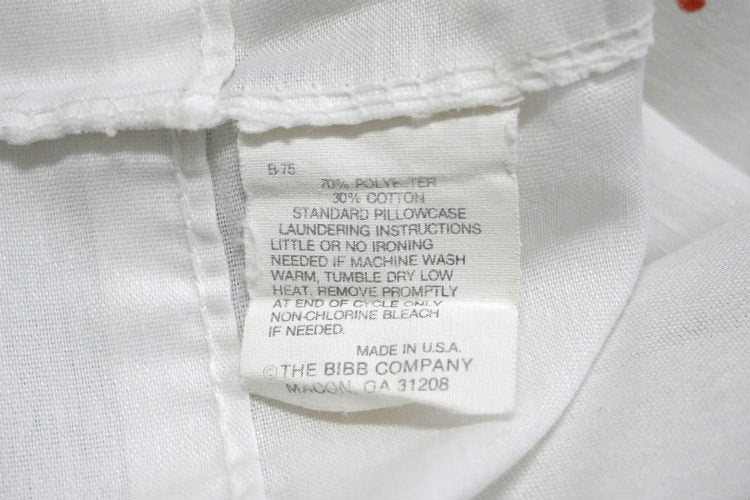 B-75
70% POLYESTER
30% COTTON
STANDARD PILLOWCASE
LAUNDERING INSTRUCTIONS
LITTLE OR NO IRONING
NEEDED IF MACHINE WASH
WARM, TUMBLE DRY LOW
HEAT. REMOVE PROMPTLY
AT END OF CYCLE ONLY
NON-CHLORINE BLEACH
IF NEEDED.
MADE IN U.S.A.
©THE BIBB COMPANY
MACON, GA 31208